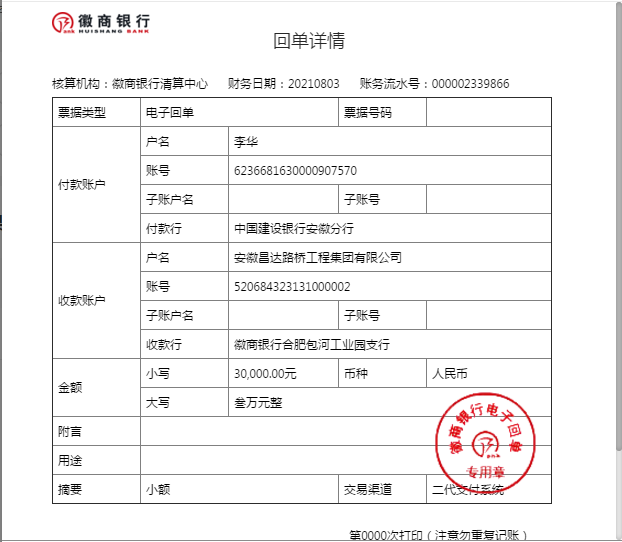 徽商银行
HUISHANG BANK
回单详情
核算机构：徽商银行清算中心 财务日期：20210803 账务流水号：000002339866
票据类型 电子回单 票据号码
付款账户
户名 李华
账号 6236681630000907570
子账户名 子账号
付款行 中国建设银行安徽分行
收款账户
户名 安徽昌达路桥工程集团有限公司
账号 520684323131000002
子账户名 子账号
收款行 徽商银行合肥包河工业园支行
金额
小写 30,000.00元 币种 人民币
大写 叁万元整
附言
用途
摘要 小额 交易渠道 二代支付系统
徽商银行电子回单
专用章
第0000次打印（注意勿重复记账）